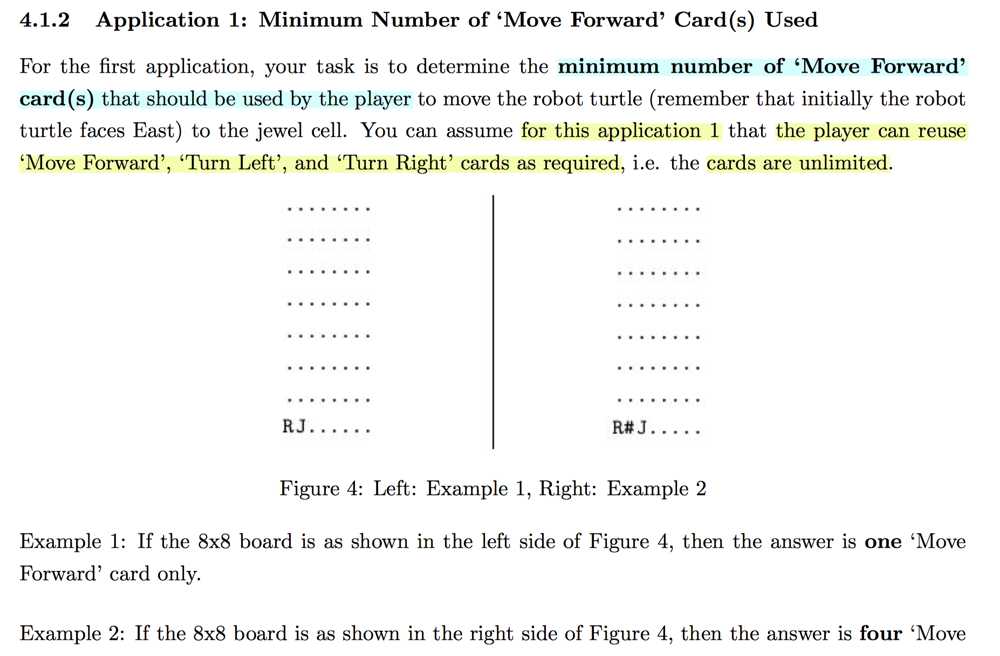 4.1.2 Application 1: Minimum Number of ‘Move Forward’ Card(s) Used
For the first application, your task is to determine the minimum number of ‘Move Forward’
card(s) that should be used by the player to move the robot turtle (remember that initially the robot
turtle faces East) to the jewel cell. You can assume for this application 1 that the player can reuse
‘Move Forward’, ‘Turn Left’, and ‘Turn Right’ cards as required, i.e. the cards are unlimited.
........ ........
........ ........
........ ........
........ ........
........ ........
........ ........
........ ........
RJ...... R#J.....
Figure 4: Left: Example 1, Right: Example 2
Example 1: If the 8x8 board is as shown in the left side of Figure 4, then the answer is one ‘Move
Forward’ card only.
Example 2: If the 8x8 board is as shown in the right side of Figure 4, then the answer is four ‘Move